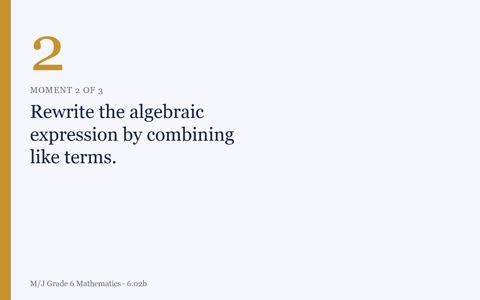 2
MOMENT 2 OF 3
Rewrite the algebraic
expression by combining
like terms.
M/J Grade 6 Mathematics · 6.02b